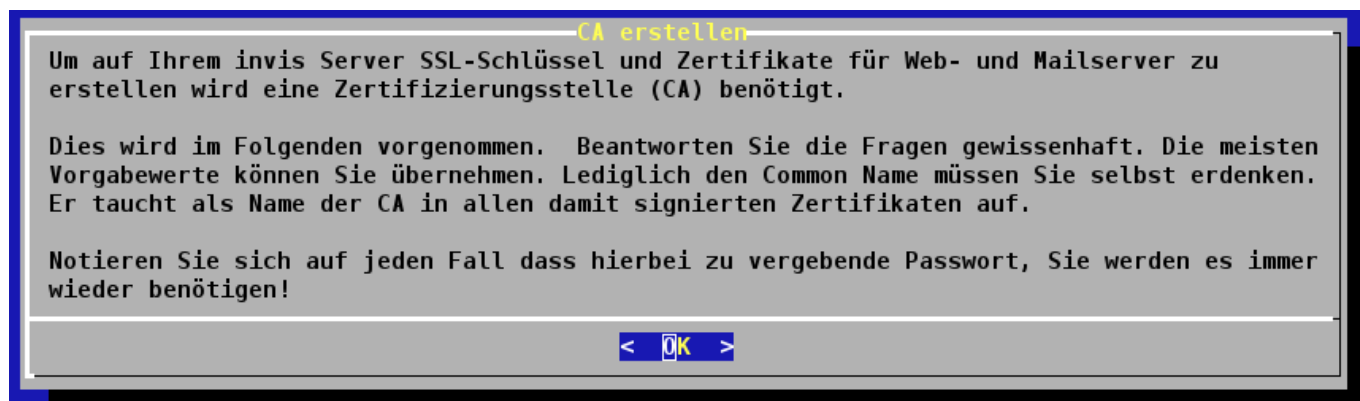 CA erstellen
Um auf Ihrem invis Server SSL-Schlüssel und Zertifikate für Web- und Mailserver zu
erstellen wird eine Zertifizierungsstelle (CA) benötigt.
Dies wird im Folgenden vorgenommen.  Beantworten Sie die Fragen gewissenhaft. Die meisten
Vorgabewerte können Sie übernehmen. Lediglich den Common Name müssen Sie selbst erdenken.
Er taucht als Name der CA in allen damit signierten Zertifikaten auf.
Notieren Sie sich auf jeden Fall dass hierbei zu vergebende Passwort, Sie werden es immer
wieder benötigen!
<  OK  >